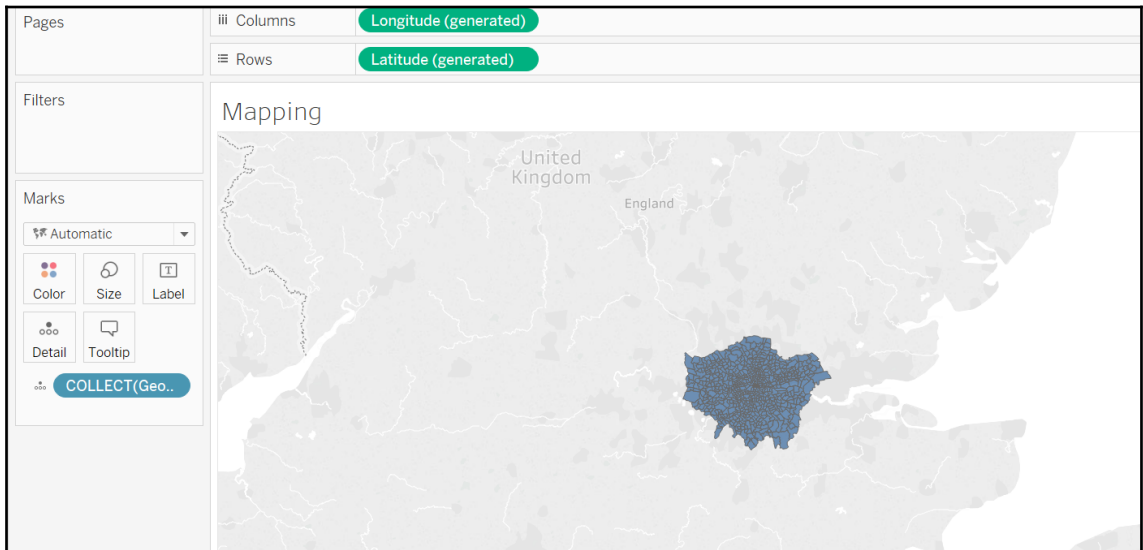 Pages
Columns
Longitude (generated)
Rows
Latitude (generated)
Filters
Mapping
United
Kingdom
England
Marks
Automatic
Color
Size
T
Label
Detail
Tooltip
COLLECT(Geo..